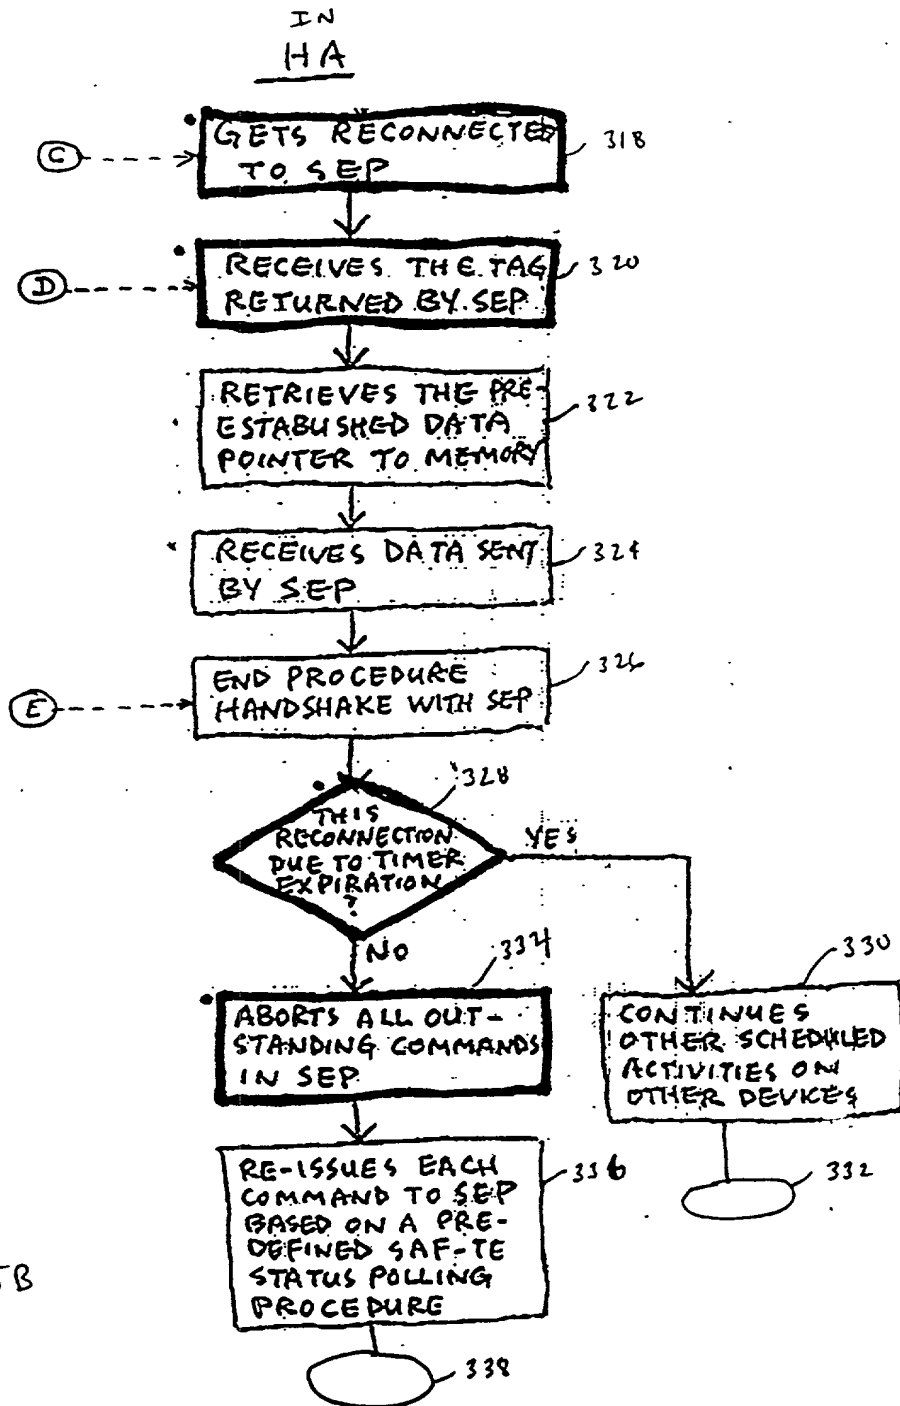 IN
HA
C
GETS RECONNECTED
TO SEP
318
D
RECEIVES THE TAG
RETURNED BY SEP
320
RETRIEVES THE PRE-
ESTABLISHED DATA
POINTER TO MEMORY
322
RECEIVES DATA SENT
BY SEP
324
END PROCEDURE
HANDSHAKE WITH SEP
326
E
328
THIS
RECONNECTION
DUE TO TIMER
EXPIRATION
?
YES
NO
334
ABORTS ALL OUT-
STANDING COMMANDS
IN SEP
330
CONTINUES
OTHER SCHEDULED
ACTIVITIES ON
OTHER DEVICES
332
RE-ISSUES EACH
COMMAND TO SEP
BASED ON A PRE-
DEFINED SAF-TE
STATUS POLLING
PROCEDURE
336
338